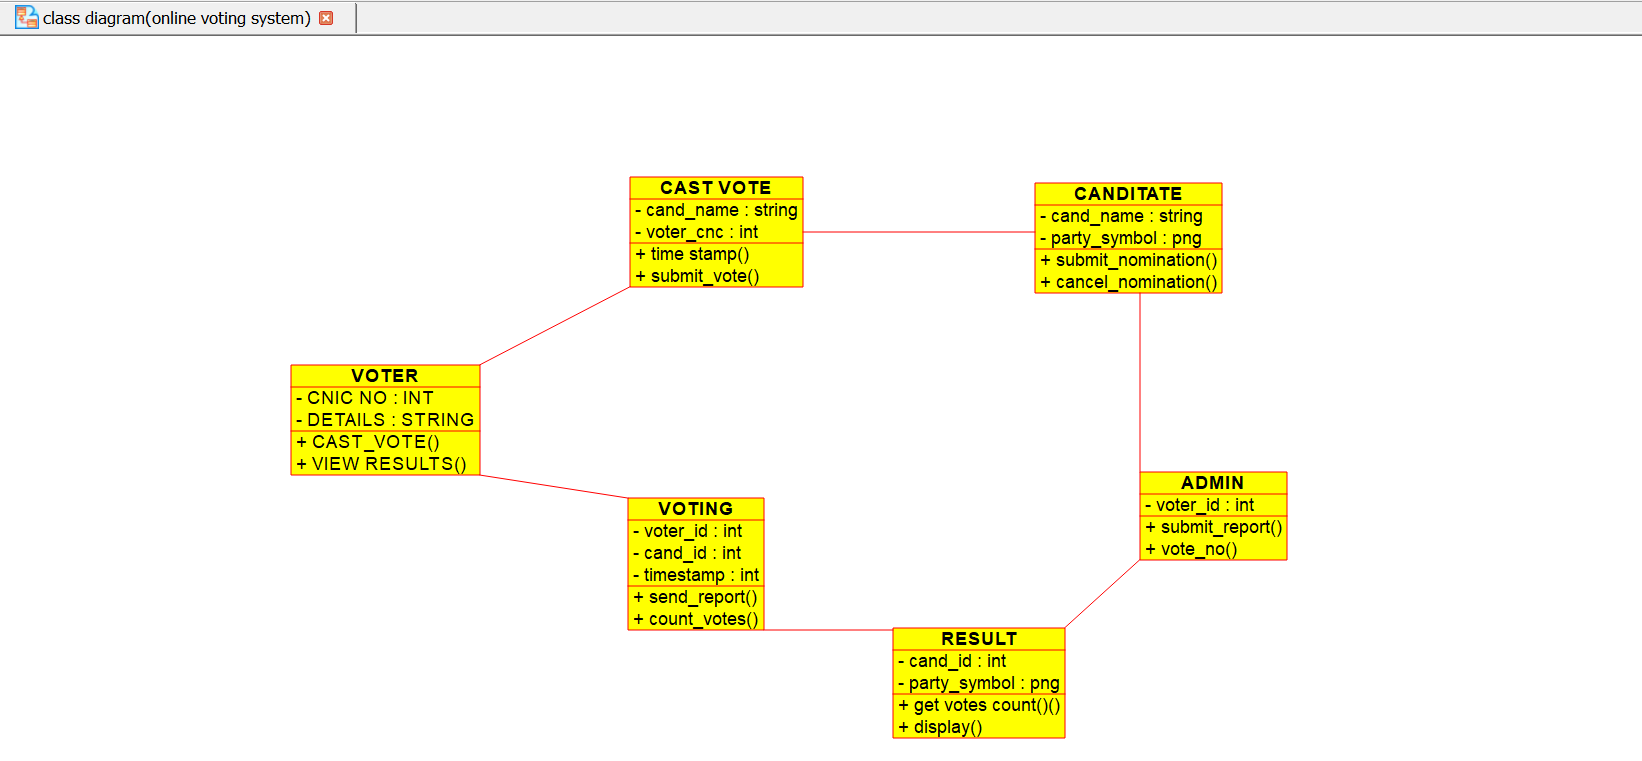 class diagram(online voting system)
CAST VOTE
- cand_name : string
- voter_cnc : int
+ time stamp()
+ submit_vote()
CANDITATE
- cand_name : string
- party_symbol : png
+ submit_nomination()
+ cancel_nomination()
VOTER
- CNIC NO : INT
- DETAILS : STRING
+ CAST_VOTE()
+ VIEW RESULTS()
VOTING
- voter_id : int
- cand_id : int
- timestamp : int
+ send_report()
+ count_votes()
ADMIN
- voter_id : int
+ submit_report()
+ vote_no()
RESULT
- cand_id : int
- party_symbol : png
+ get votes count()()
+ display()